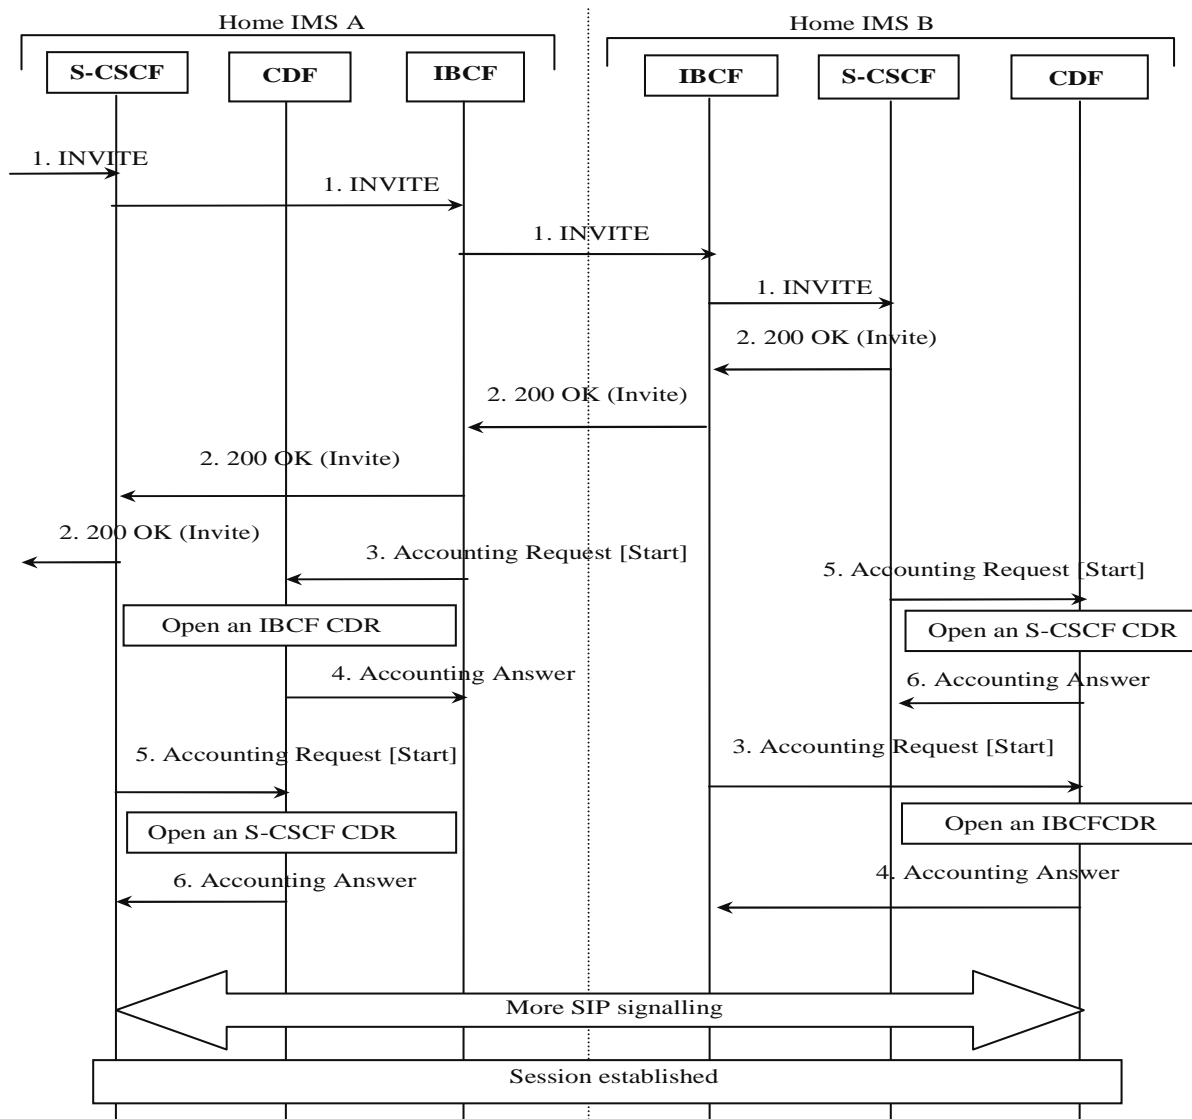 Home IMS A
Home IMS B
S-CSCF
CDF
IBCF
IBCF
S-CSCF
CDF
1. INVITE
1. INVITE
1. INVITE
1. INVITE
2. 200 OK (Invite)
2. 200 OK (Invite)
2. 200 OK (Invite)
2. 200 OK (Invite)
3. Accounting Request [Start]
5. Accounting Request [Start]
Open an IBCF CDR
Open an S-CSCF CDR
4. Accounting Answer
6. Accounting Answer
5. Accounting Request [Start]
3. Accounting Request [Start]
Open an S-CSCF CDR
Open an IBCFCDR
6. Accounting Answer
4. Accounting Answer
More SIP signalling
Session established